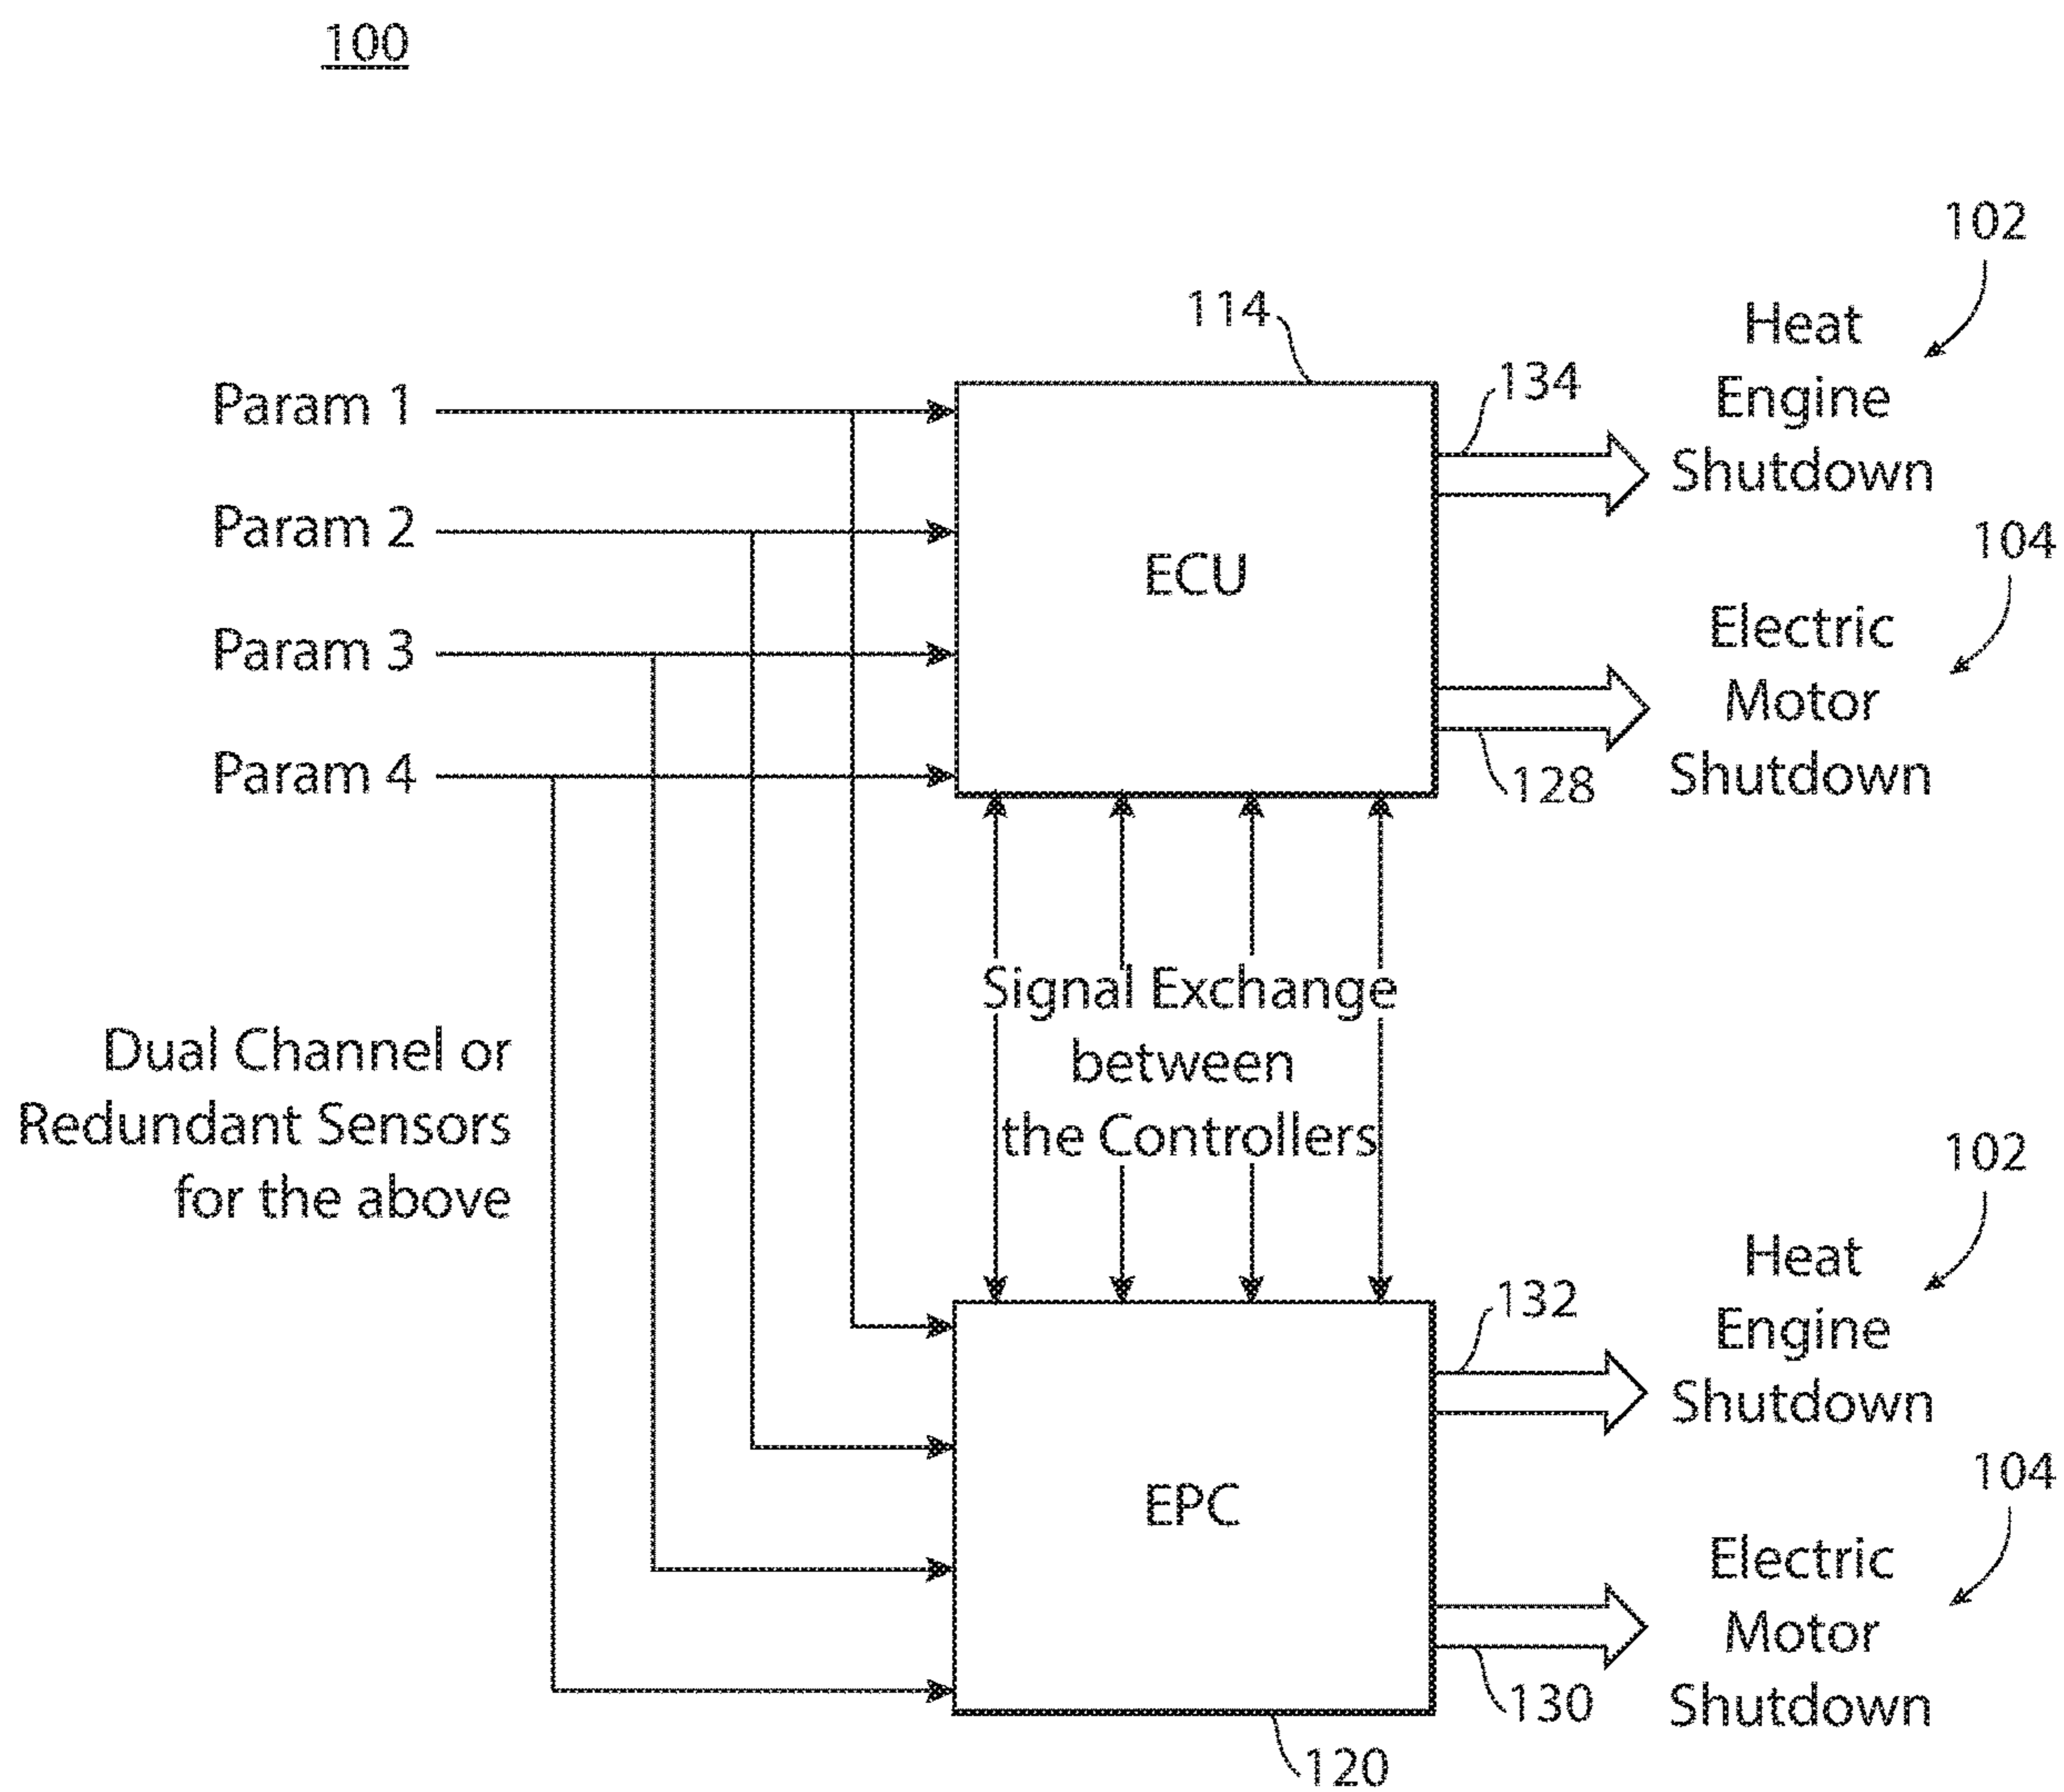 100
102
Heat
Engine
Shutdown
114
134
Param 1
Param 2
Param 3
Param 4
ECU
104
Electric
Motor
Shutdown
128
Signal Exchange
between
the Controllers
Dual Channel or
Redundant Sensors
for the above
102
Heat
Engine
Shutdown
132
EPC
104
Electric
Motor
Shutdown
130
120